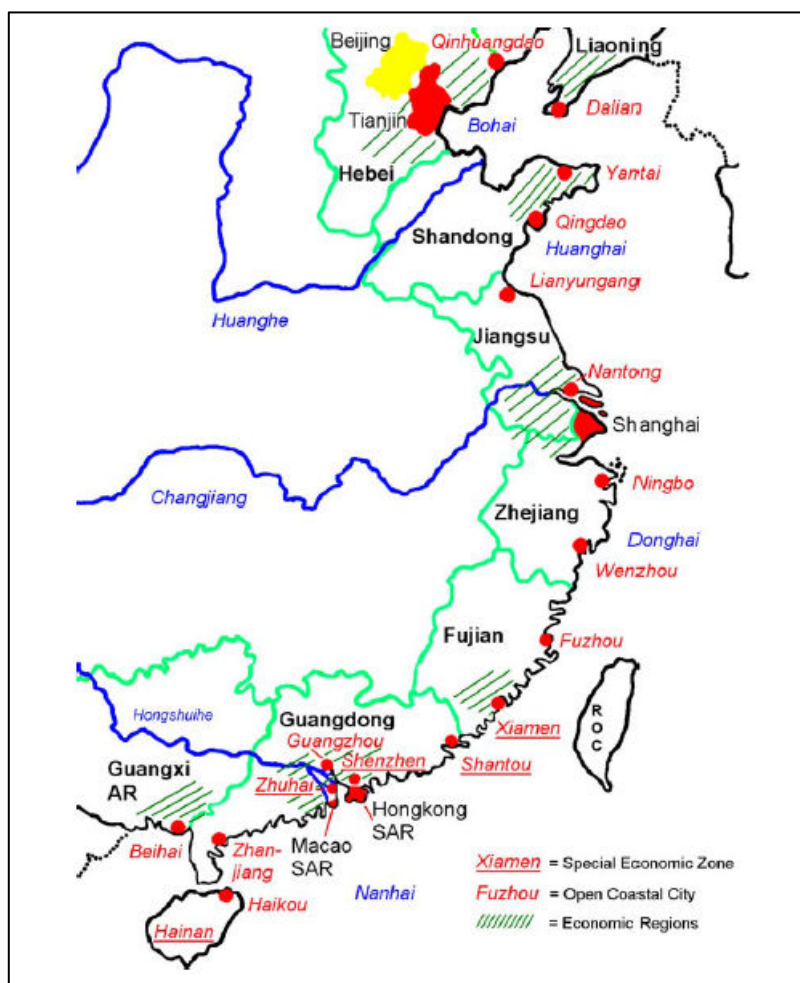 Beijing
Qinhuangdao
Liaoning
Tianjin
Bohai
Dalian
Hebei
Yantai
Shandong
Qingdao
Huanghai
Lianyungang
Huanghe
Jiangsu
Nantong
Shanghai
Changjiang
Ningbo
Zhejiang
Donghai
Wenzhou
Fujian
Fuzhou
ROC
Hongshuihe
Guangdong
Xiamen
Guangzhou
Shenzhen
Shantou
Guangxi
AR
Zhuhai
Hongkong
SAR
Beihai
Zhan-
jiang
Macao
SAR
Nanhai
Haikou
Hainan
Xiamen = Special Economic Zone
Fuzhou = Open Coastal City
= Economic Regions